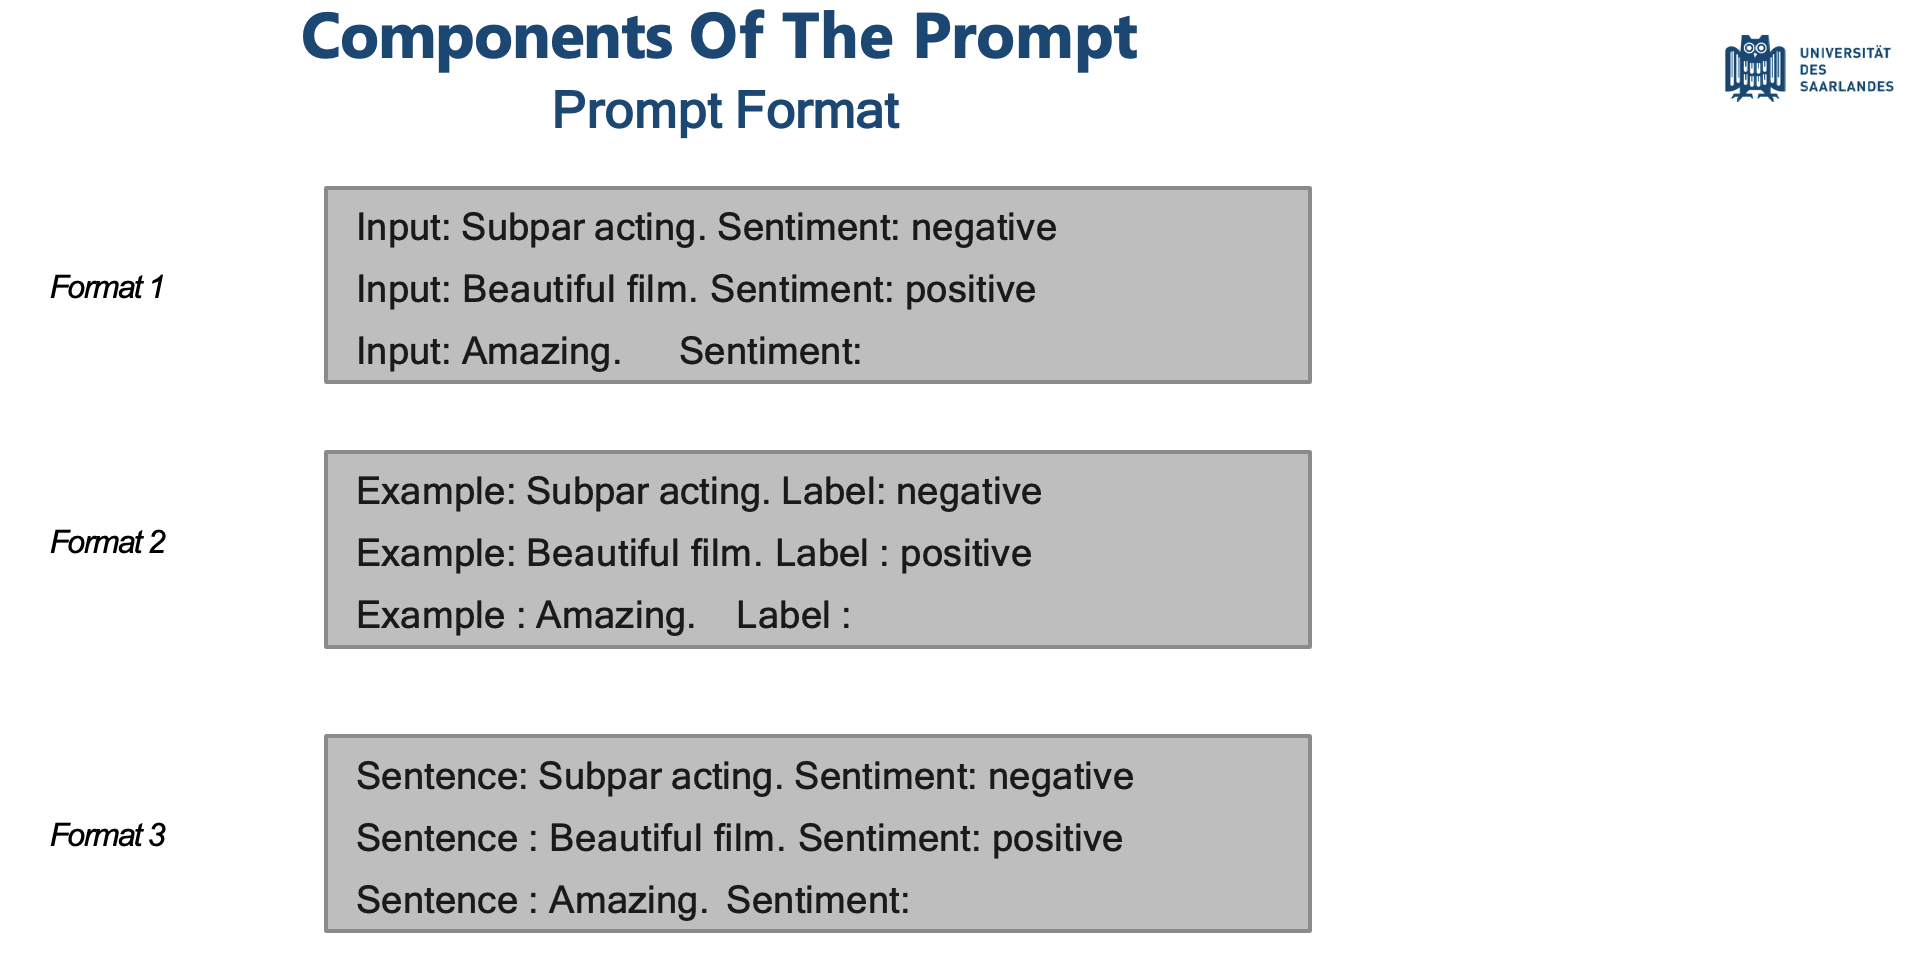 Components Of The Prompt
Prompt Format
UNIVERSITÄT
DES
SAARLANDES
Format 1
Input: Subpar acting. Sentiment: negative
Input: Beautiful film. Sentiment: positive
Input: Amazing. Sentiment:
Format 2
Example: Subpar acting. Label: negative
Example: Beautiful film. Label : positive
Example : Amazing. Label :
Format 3
Sentence: Subpar acting. Sentiment: negative
Sentence : Beautiful film. Sentiment: positive
Sentence : Amazing. Sentiment: